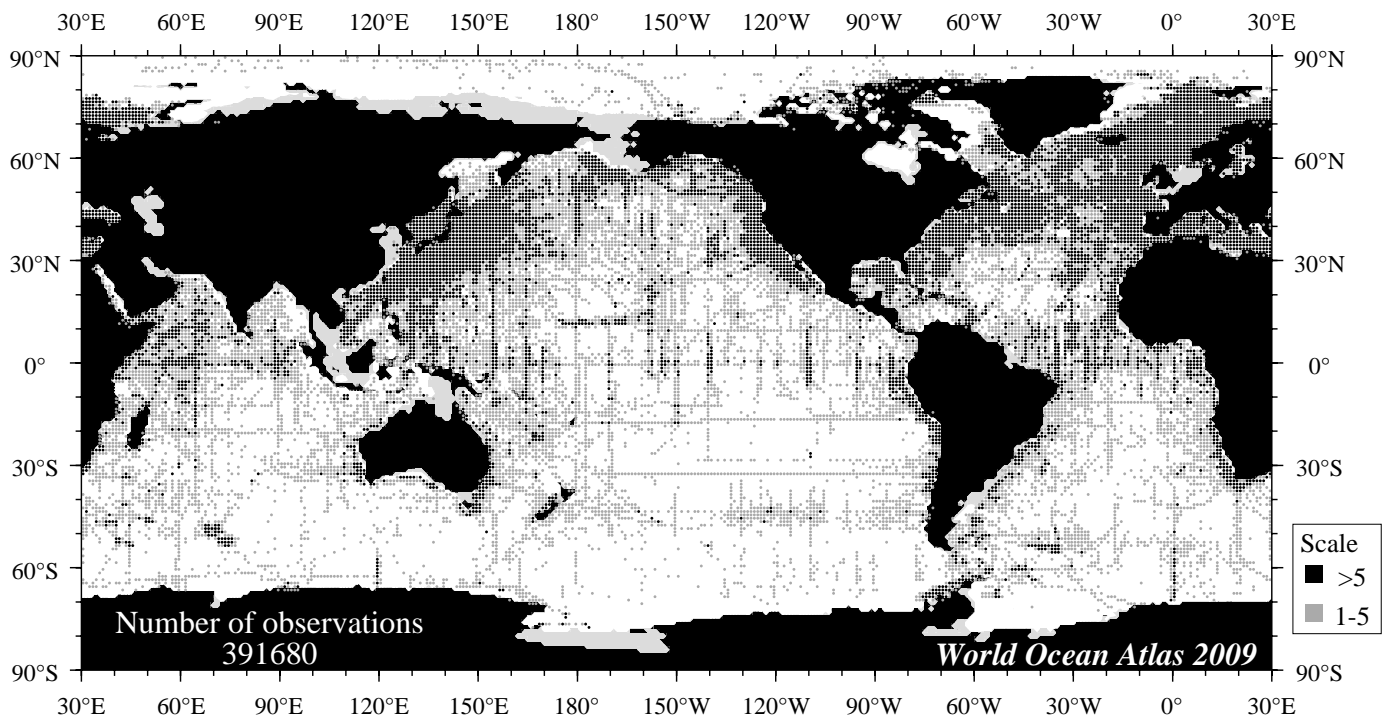 30°E 60°E 90°E 120°E 150°E 180° 150°W 120°W 90°W 60°W 30°W 0° 30°E
90°N 90°N
60°N 60°N
30°N 30°N
0° 0°
30°S 30°S
Scale
60°S 60°S
>5
1-5
Number of observations
391680
World Ocean Atlas 2009
90°S 90°S
30°E 60°E 90°E 120°E 150°E 180° 150°W 120°W 90°W 60°W 30°W 0° 30°E